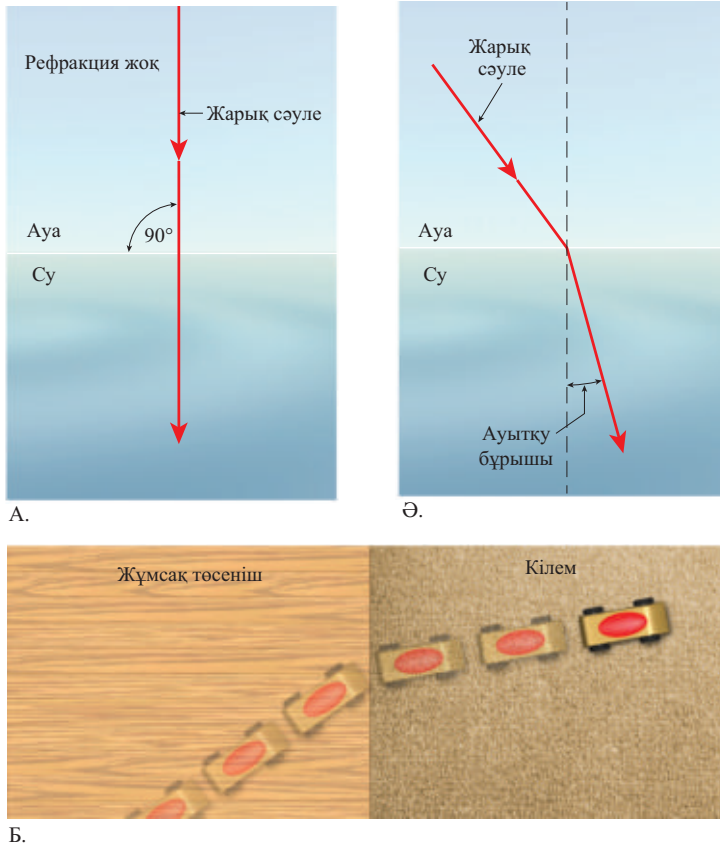 Рефракция жоқ
Жарық сәуле
90°
Ауа
Су
А.
Жарық
сәуле
Ауа
Су
Ауытқу
бұрышы
Ә.
Жұмсақ төсеніш
Кілем
Б.